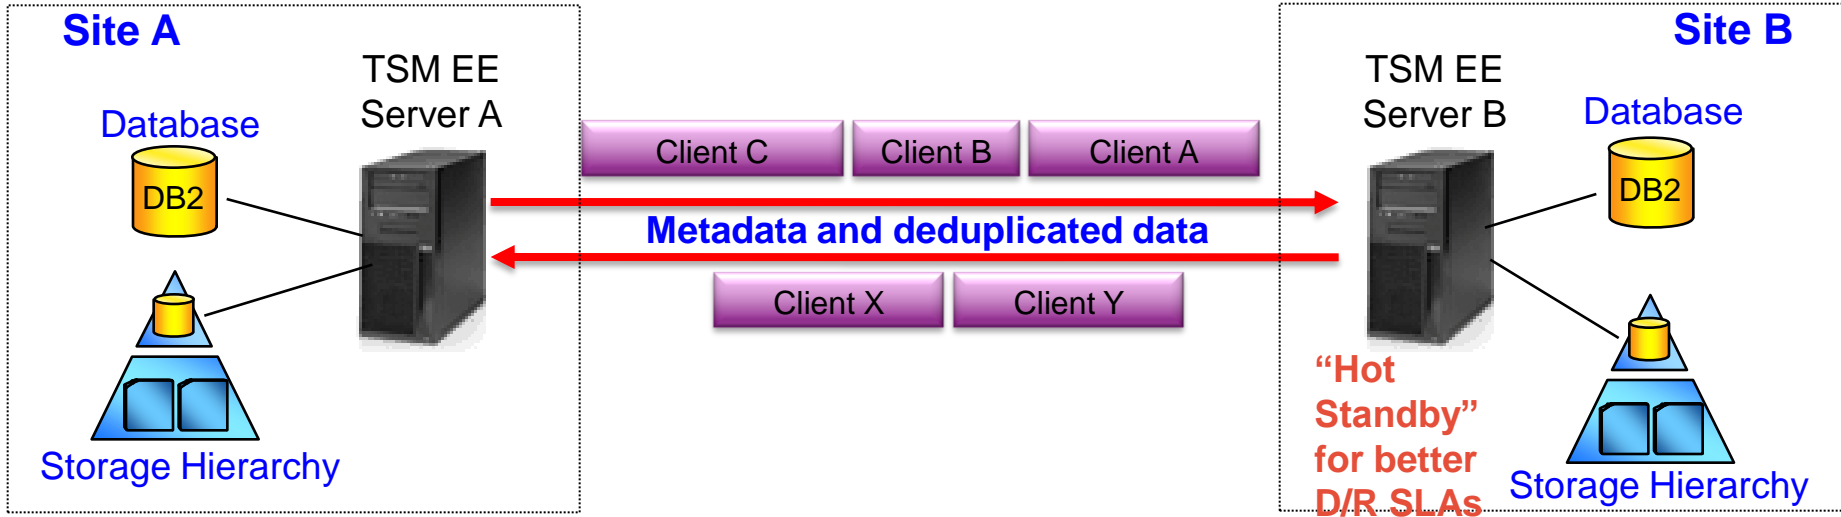 Site A
TSM EE
Server A
Database
DB2
Storage Hierarchy
Client C
Client B
Client A
Metadata and deduplicated data
Client X
Client Y
Site B
TSM EE
Server B
Database
DB2
“Hot
Standby”
for better
D/R SLAs
Storage Hierarchy